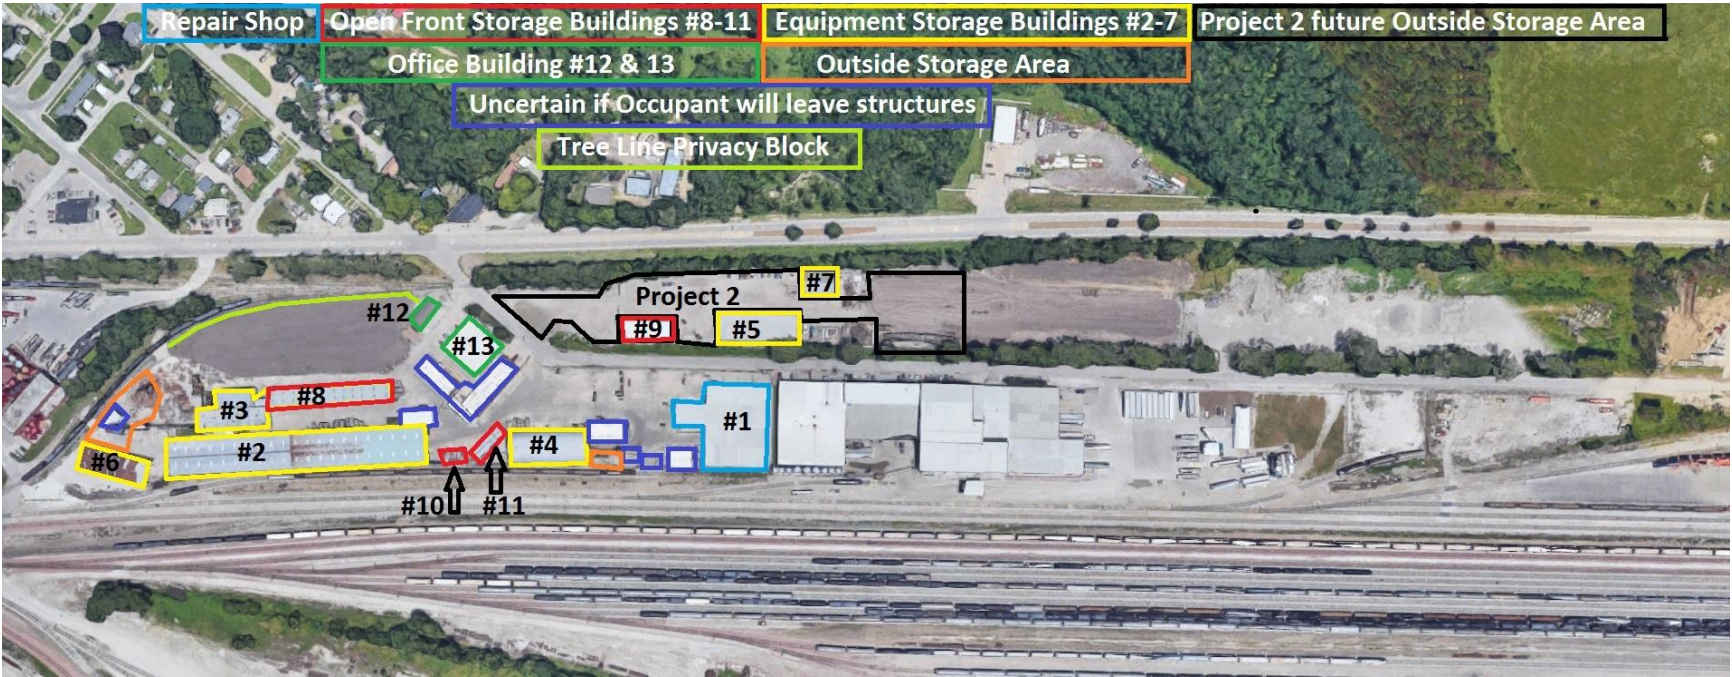 Repair Shop
Open Front Storage Buildings #8-11
Equipment Storage Buildings #2-7
Project 2 future Outside Storage Area
Office Building #12 & 13
Outside Storage Area
Uncertain if Occupant will leave structures
Tree Line Privacy Block
#7
Project 2
#12
#9
#5
#13
#8
#3
#1
#4
#2
#6
#10
#11